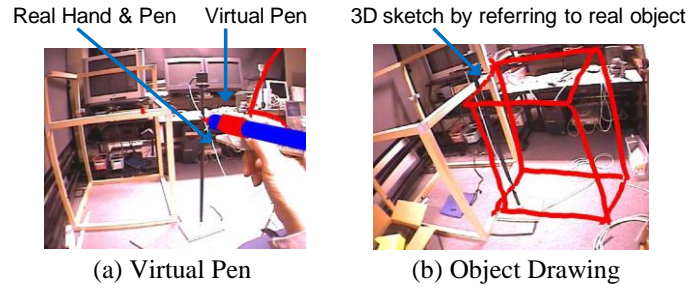 Real Hand & Pen
Virtual Pen
3D sketch by referring to real object
(a) Virtual Pen
(b) Object Drawing